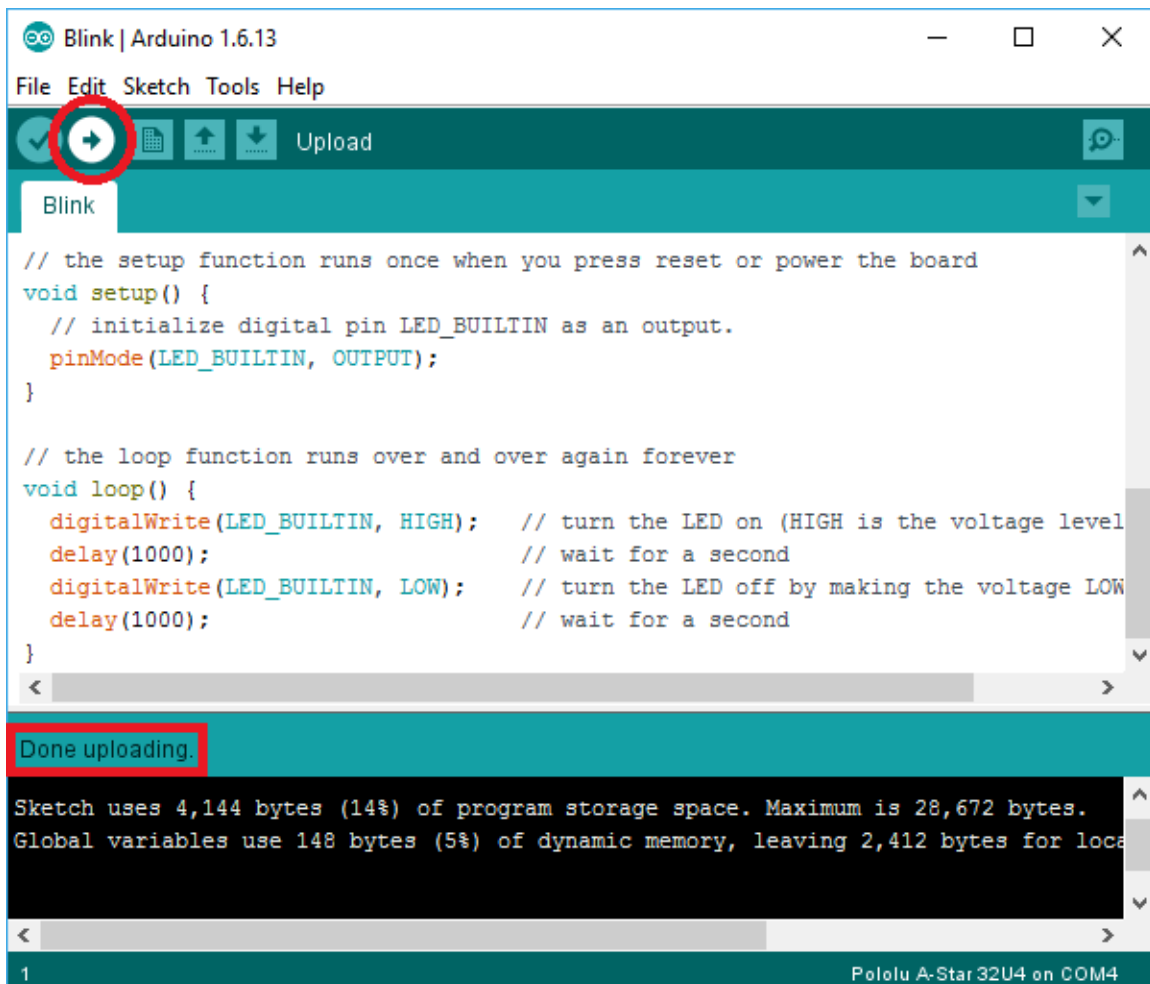 Blink | Arduino 1.6.13
File Edit Sketch Tools Help
Upload
Blink
// the setup function runs once when you press reset or power the board
void setup() {
  // initialize digital pin LED_BUILTIN as an output.
  pinMode(LED_BUILTIN, OUTPUT);
}
// the loop function runs over and over again forever
void loop() {
  digitalWrite(LED_BUILTIN, HIGH);   // turn the LED on (HIGH is the voltage level
  delay(1000);                       // wait for a second
  digitalWrite(LED_BUILTIN, LOW);    // turn the LED off by making the voltage LOW
  delay(1000);                       // wait for a second
}
Done uploading.
Sketch uses 4,144 bytes (14%) of program storage space. Maximum is 28,672 bytes.
Global variables use 148 bytes (5%) of dynamic memory, leaving 2,412 bytes for loca
1 Pololu A-Star 32U4 on COM4